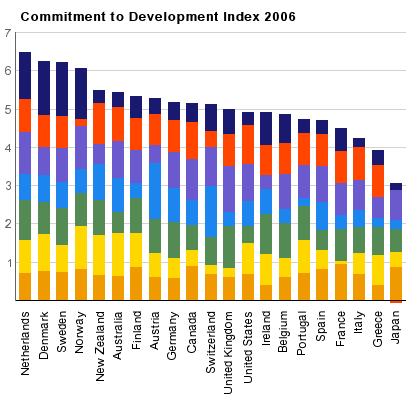 Commitment to Development Index 2006
7
6
5
4
3
2
1
Netherlands
Denmark
Sweden
Norway
New Zealand
Australia
Finland
Austria
Germany
Canada
Switzerland
United Kingdom
United States
Ireland
Belgium
Portugal
Spain
France
Italy
Greece
Japan